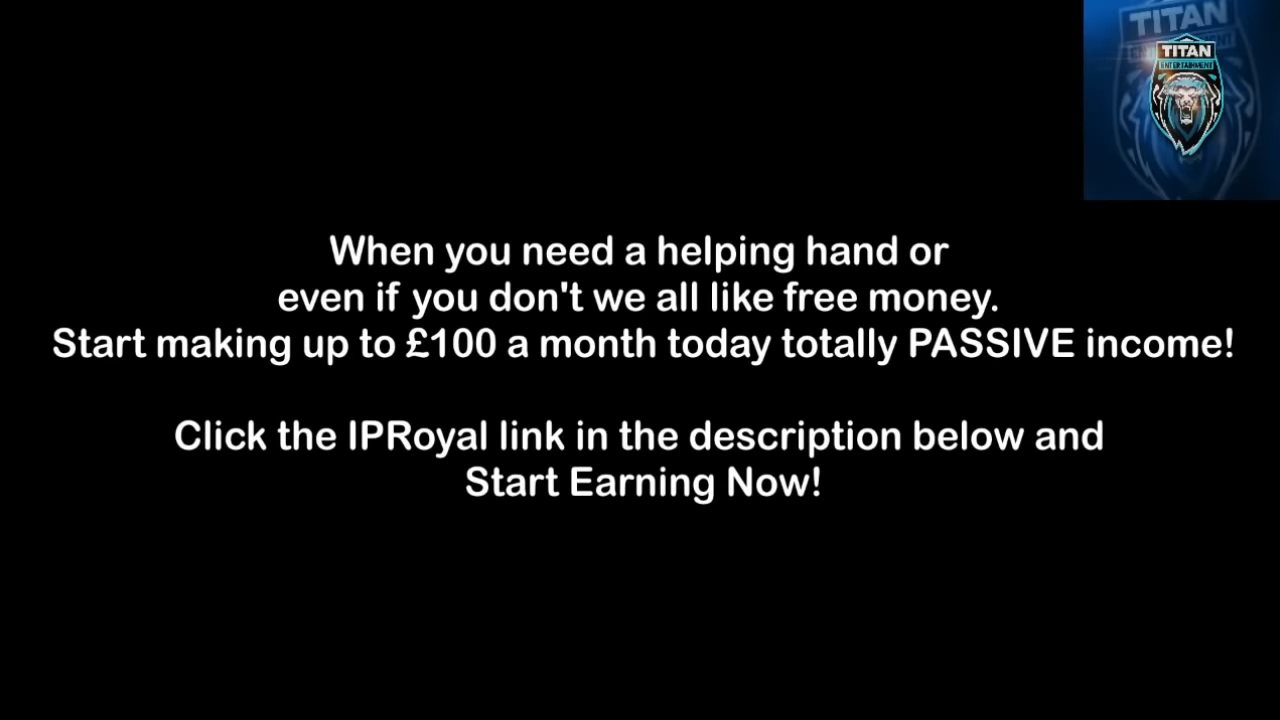 TITAN
TITAN
ENTERTAINMENT
When you need a helping hand or
even if you don't we all like free money.
Start making up to £100 a month today totally PASSIVE income!
Click the IPRoyal link in the description below and
Start Earning Now!